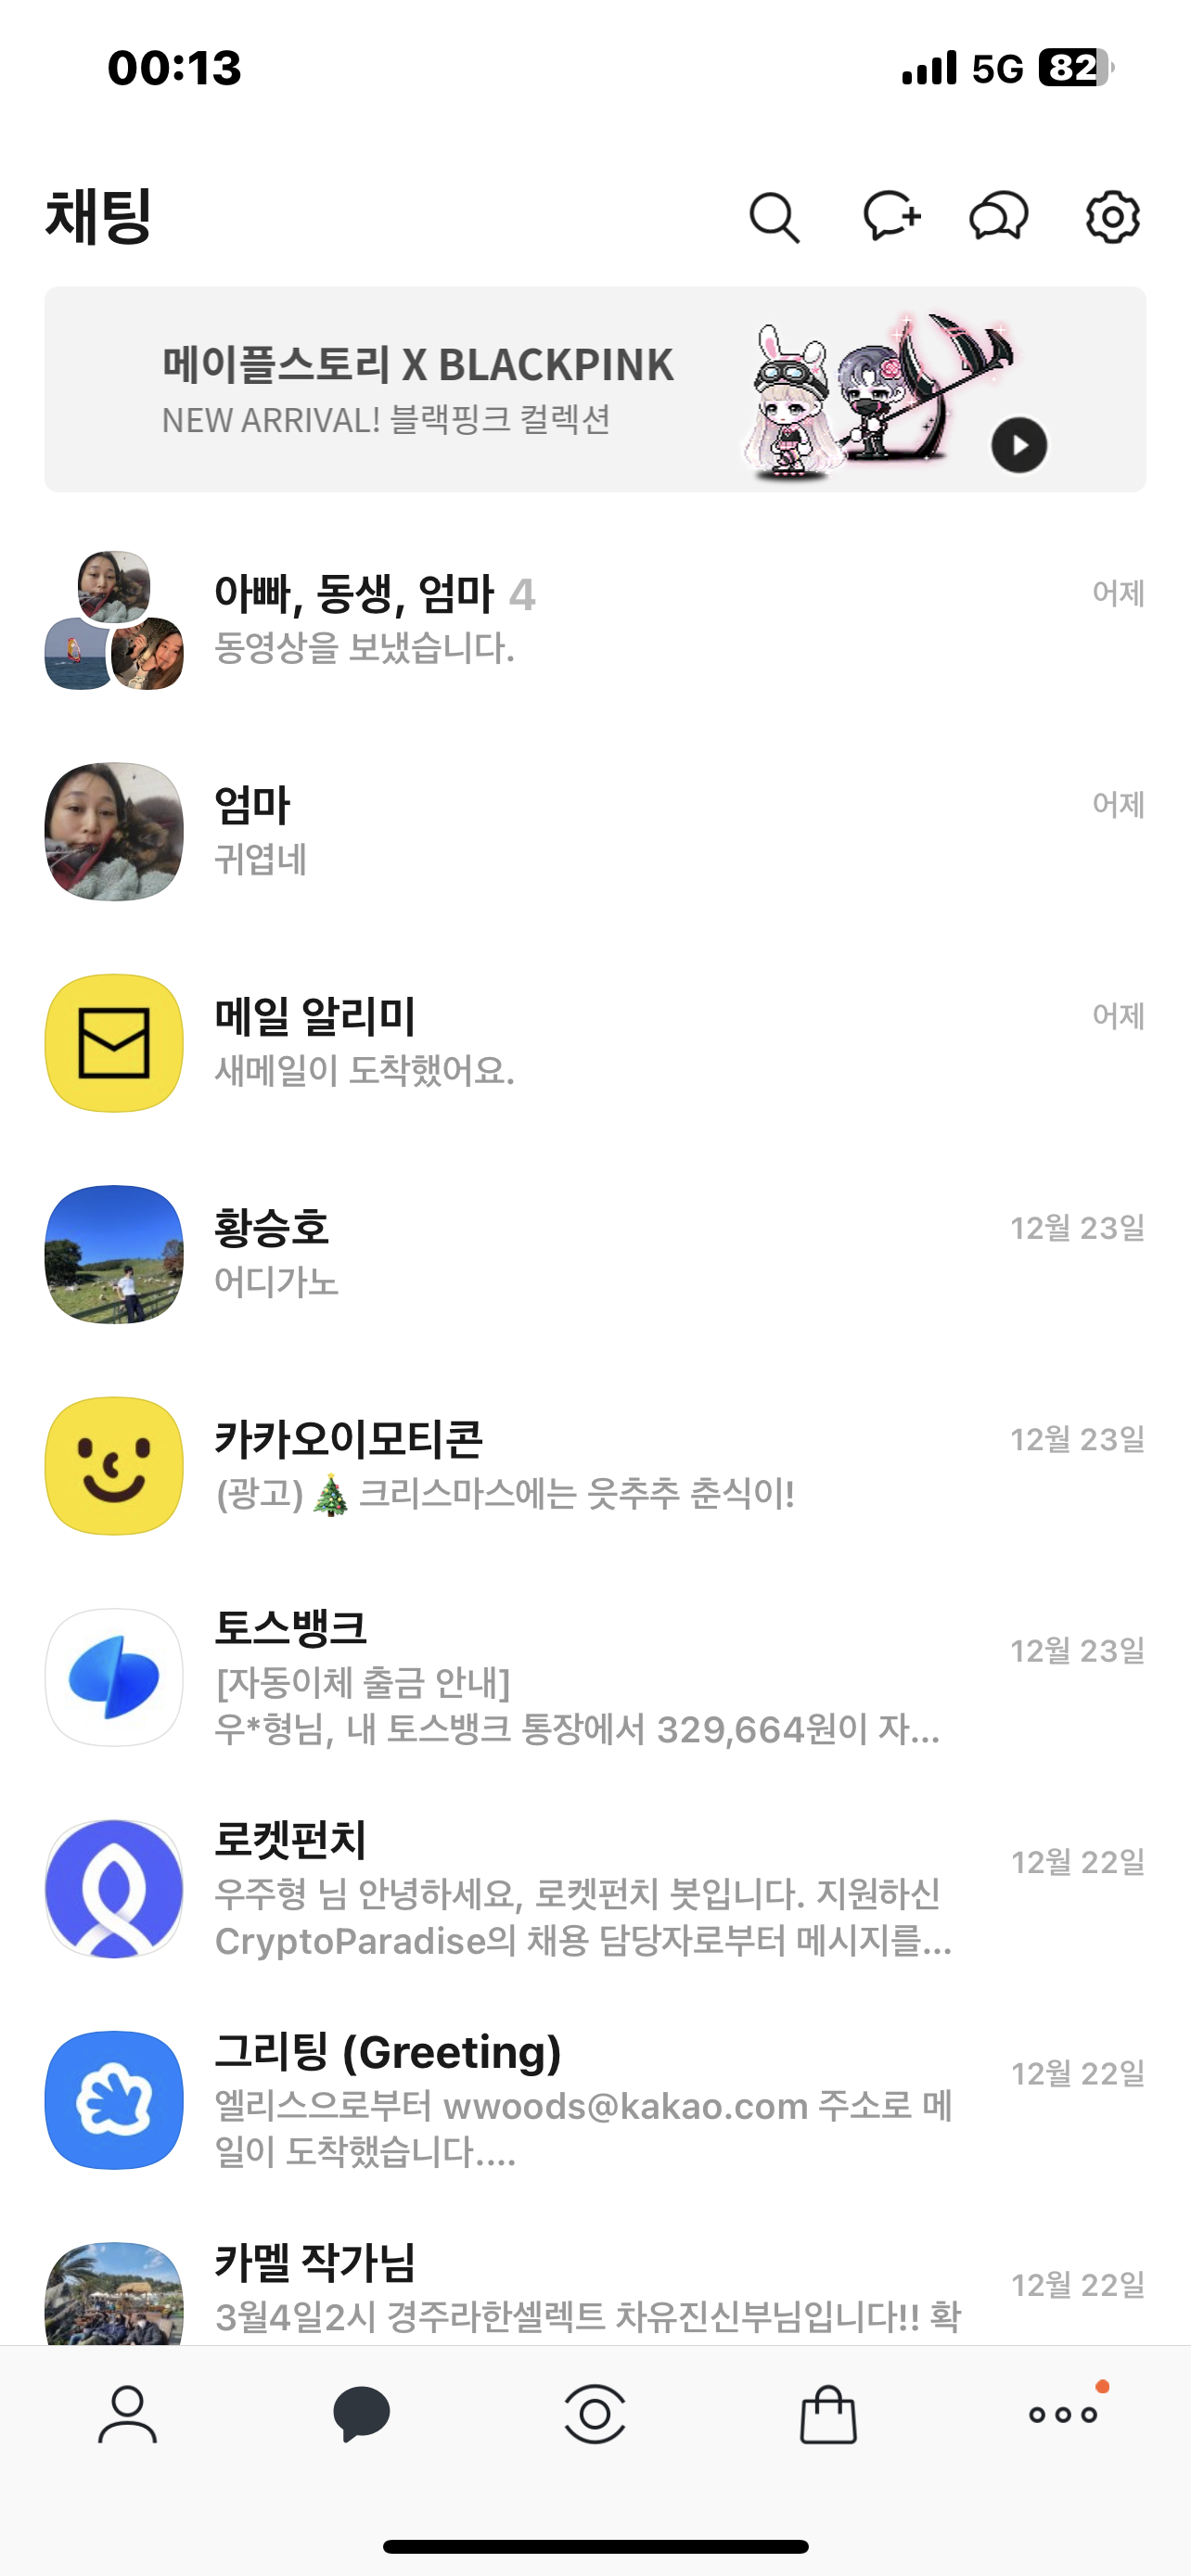 00:13
5G 82
채팅
메이플스토리 X BLACKPINK
NEW ARRIVAL! 블랙핑크 컬렉션
아빠, 동생, 엄마 4
어제
동영상을 보냈습니다.
엄마
어제
귀엽네
메일 알리미
어제
새메일이 도착했어요.
황승호
12월 23일
어디가노
카카오이모티콘
12월 23일
(광고) 🎄 크리스마스에는 읏추추 춘식이!
토스뱅크
12월 23일
[자동이체 출금 안내]
우*형님, 내 토스뱅크 통장에서 329,664원이 자...
로켓펀치
12월 22일
우주형 님 안녕하세요, 로켓펀치 봇입니다. 지원하신
CryptoParadise의 채용 담당자로부터 메시지를...
그리팅 (Greeting)
12월 22일
엘리스으로부터 wwoods@kakao.com 주소로 메
일이 도착했습니다....
카멜 작가님
12월 22일
3월4일2시 경주라한셀렉트 차유진신부님입니다!! 확